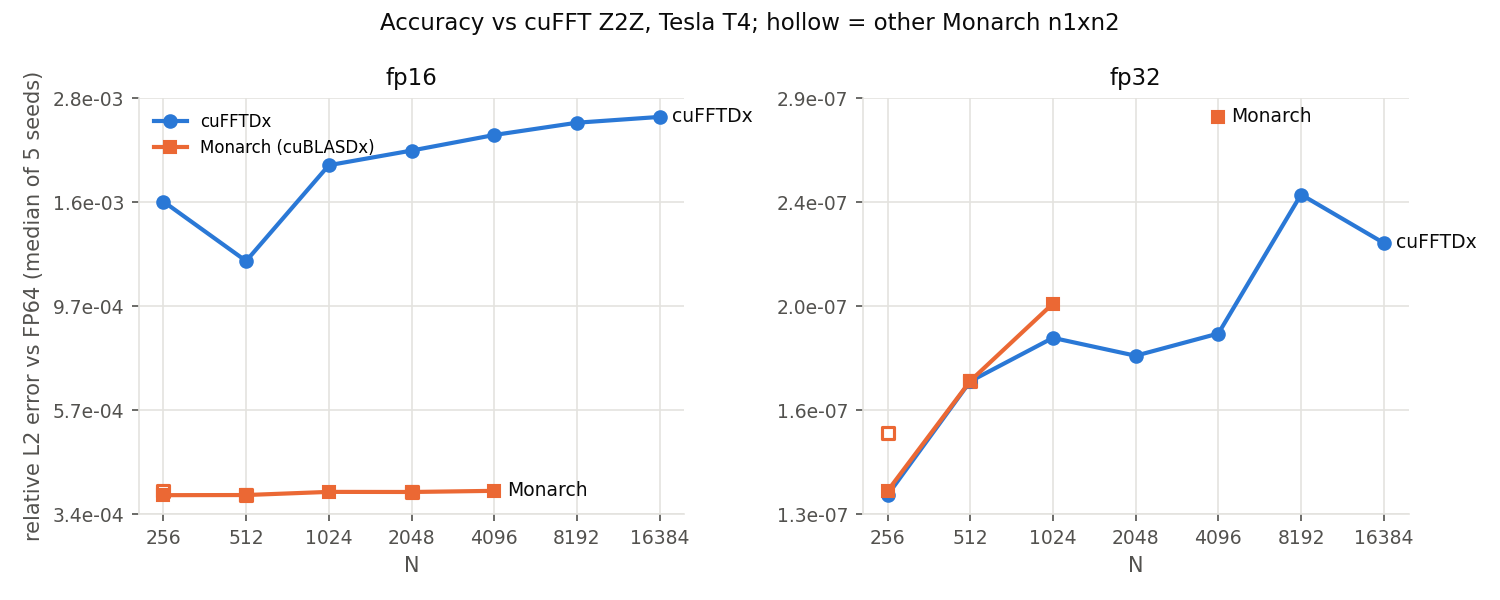 Accuracy vs cuFFT Z2Z, Tesla T4; hollow = other Monarch n1xn2
fp16
relative L2 error vs FP64 (median of 5 seeds)
2.8e-03
1.6e-03
9.7e-04
5.7e-04
3.4e-04
cuFFTDx
Monarch (cuBLASDx)
cuFFTDx
Monarch
256 512 1024 2048 4096 8192 16384
N
fp32
2.9e-07
2.4e-07
2.0e-07
1.6e-07
1.3e-07
Monarch
cuFFTDx
256 512 1024 2048 4096 8192 16384
N